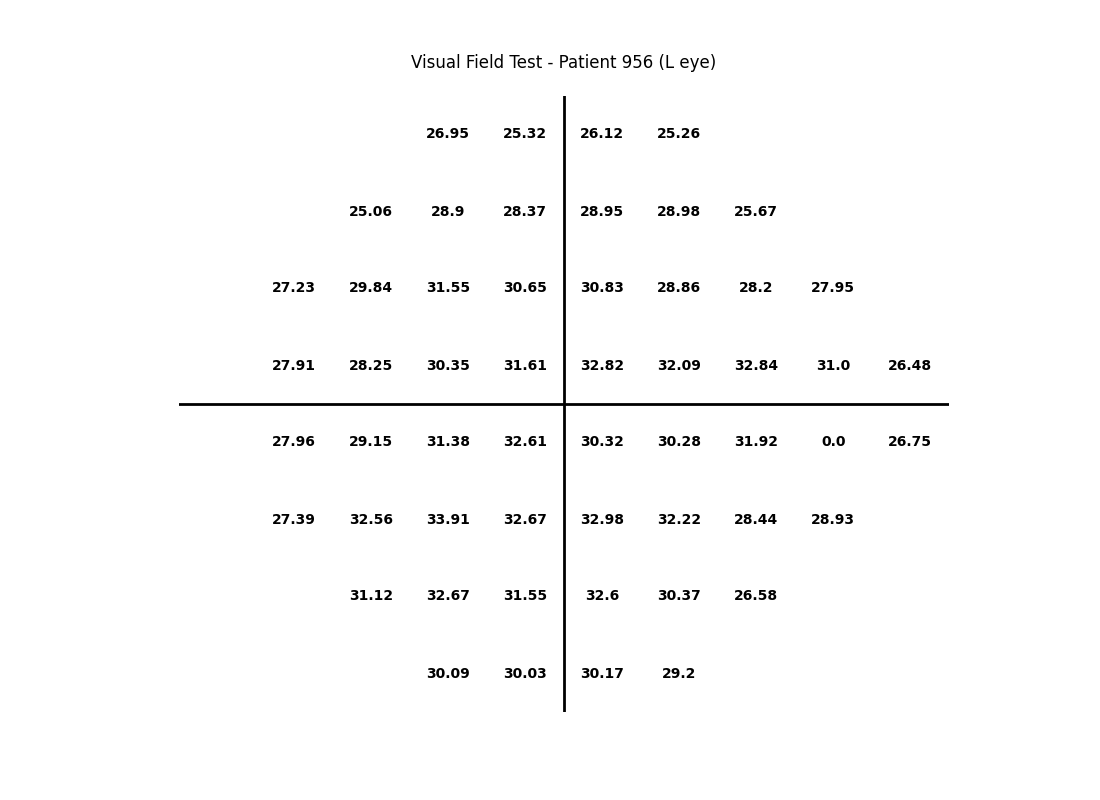 Visual Field Test - Patient 956 (L eye)
26.95 25.32 26.12 25.26
25.06 28.9 28.37 28.95 28.98 25.67
27.23 29.84 31.55 30.65 30.83 28.86 28.2 27.95
27.91 28.25 30.35 31.61 32.82 32.09 32.84 31.0 26.48
27.96 29.15 31.38 32.61 30.32 30.28 31.92 0.0 26.75
27.39 32.56 33.91 32.67 32.98 32.22 28.44 28.93
31.12 32.67 31.55 32.6 30.37 26.58
30.09 30.03 30.17 29.2